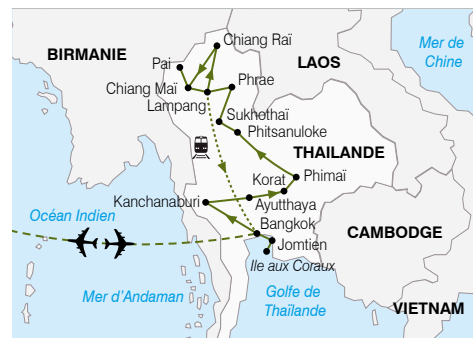 Chiang Raï
BIRMANIE
Pai
LAOS
Mer de
Chine
Chiang Maï
Phrae
Lampang
Sukhothaï
Phitsanuloke
THAILANDE
Korat
Phimaï
Kanchanaburi
Ayutthaya
Océan Indien
Bangkok
CAMBODGE
Jomtien
Ile aux Coraux
Mer d'Andaman
Golfe de
Thaïlande
VIETNAM